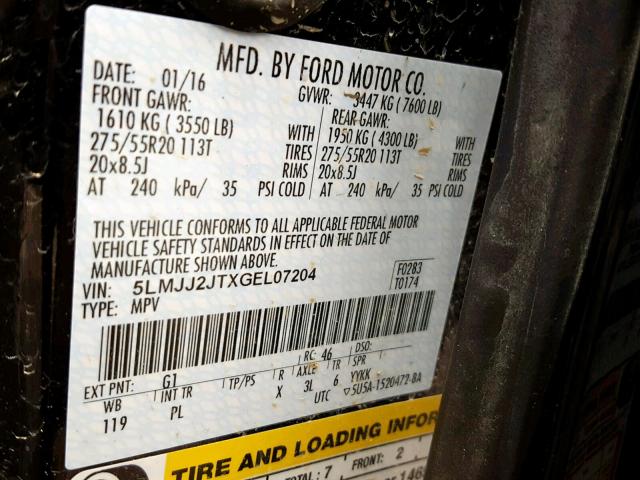 MFD. BY FORD MOTOR CO.
DATE: 01/16 GVWR: 3447 KG ( 7600 LB)
FRONT GAWR: REAR GAWR:
1610 KG ( 3550 LB) WITH 1950 KG ( 4300 LB) WITH
275/55R20 113T TIRES 275/55R20 113T TIRES
20x8.5J RIMS 20x8.5J RIMS
AT 240 kPa/ 35 PSI COLD AT 240 kPa/ 35 PSI COLD
THIS VEHICLE CONFORMS TO ALL APPLICABLE FEDERAL MOTOR
VEHICLE SAFETY STANDARDS IN EFFECT ON THE DATE OF
MANUFACTURE SHOWN ABOVE.
VIN: 5LMJJ2JTXGEL07204 F0283
TYPE: MPV T0174
RC: 46 DSO:
EXT PNT: G1 R AXLE TR SPR
WB INT TR TP/PS X 3L 6 YYKK
119 PL UTC ▽5U5A-1520472-BA
TIRE AND LOADING INFOR
TOTAL: 7 FRONT: 2